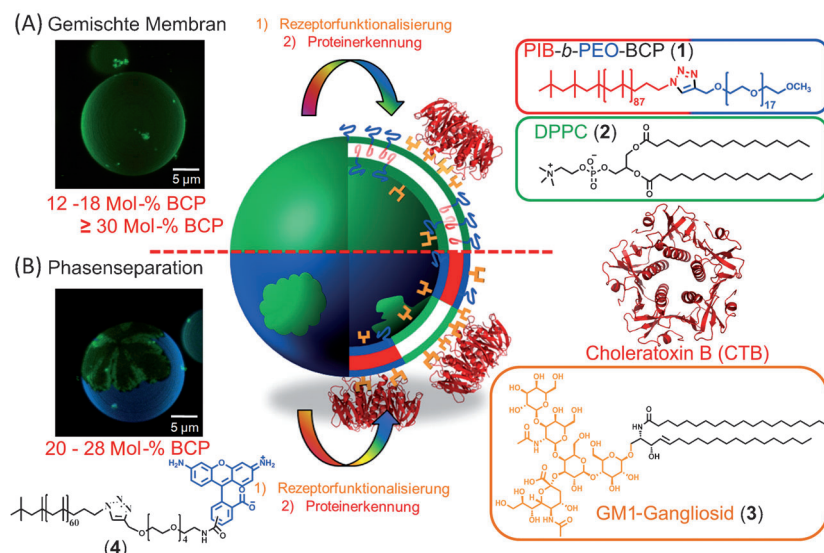 (A) Gemischte Membran
5 µm
12 -18 Mol-% BCP
≥ 30 Mol-% BCP
1) Rezeptorfunktionalisierung
2) Proteinerkennung
PIB-b-PEO-BCP (1)
N
N
N
87
O
O
17
OCH₃
DPPC (2)
N
+
O
P
O
O⁻
O
O
O
O
O
(B) Phasenseparation
5 µm
20 - 28 Mol-% BCP
1) Rezeptorfunktionalisierung
2) Proteinerkennung
Choleratoxin B (CTB)
GM1-Gangliosid (3)
H₂N
O
NH₂
+
O
O⁻
60
N
N
N
O
O
4
N
H
O
(4)